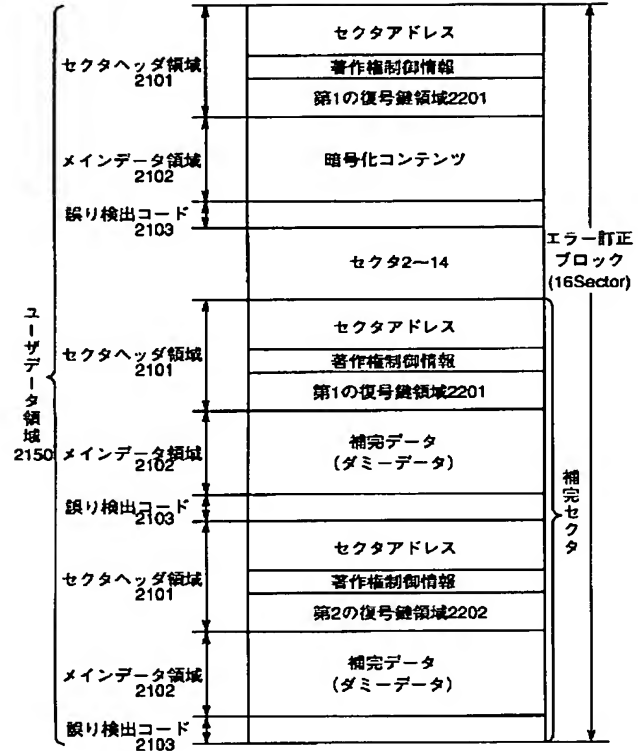 セクタヘッダ領域
2101
セクタアドレス
著作権制御情報
第1の復号鍵領域2201
メインデータ領域
2102
暗号化コンテンツ
誤り検出コード
2103
セクタ2〜14
エラー訂正
ブロック
(16Sector)
ユーザデータ領域
2150
セクタヘッダ領域
2101
セクタアドレス
著作権制御情報
第1の復号鍵領域2201
メインデータ領域
2102
補完データ
(ダミーデータ)
誤り検出コード
2103
補完セクタ
セクタヘッダ領域
2101
セクタアドレス
著作権制御情報
第2の復号鍵領域2202
メインデータ領域
2102
補完データ
(ダミーデータ)
誤り検出コード
2103